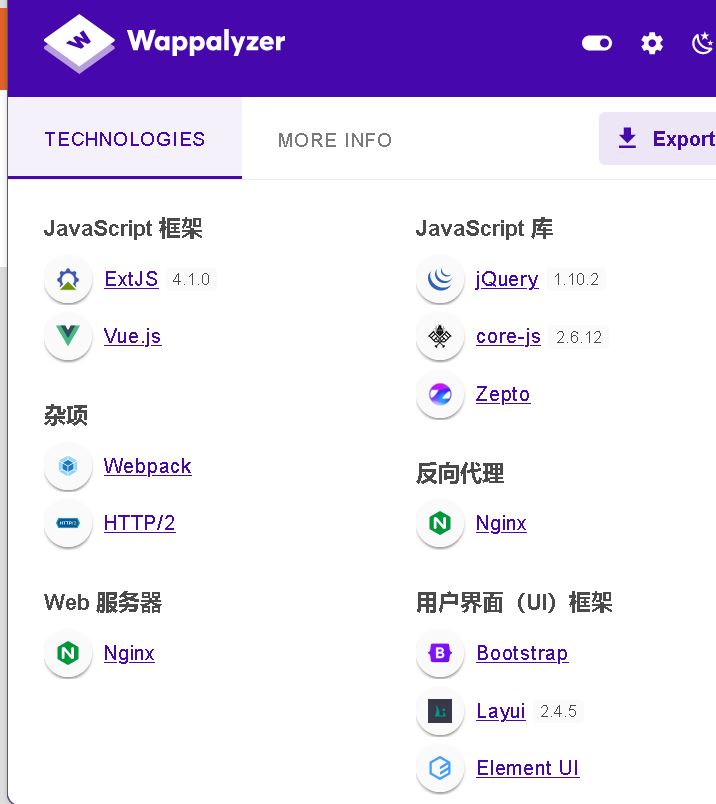 Wappalyzer
TECHNOLOGIES
MORE INFO
Export
JavaScript 框架
ExtJS 4.1.0
Vue.js
杂项
Webpack
HTTP/2
Web 服务器
Nginx
JavaScript 库
jQuery 1.10.2
core-js 2.6.12
Zepto
反向代理
Nginx
用户界面（UI）框架
Bootstrap
Layui 2.4.5
Element UI